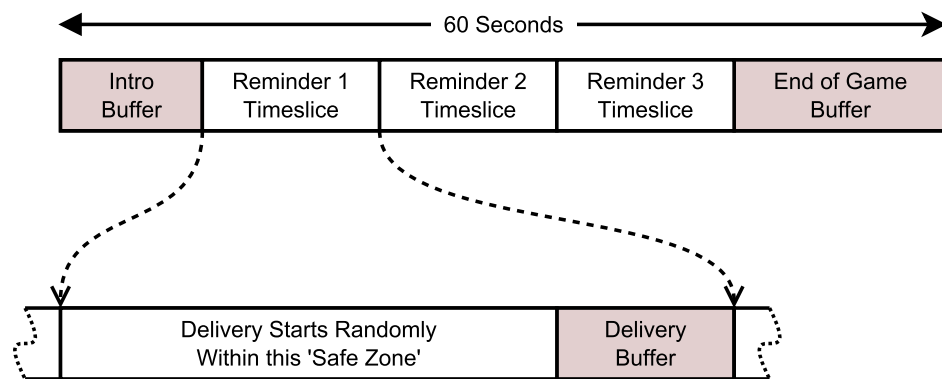 60 Seconds
Intro
Buffer
Reminder 1
Timeslice
Reminder 2
Timeslice
Reminder 3
Timeslice
End of Game
Buffer
Delivery Starts Randomly
Within this 'Safe Zone'
Delivery
Buffer